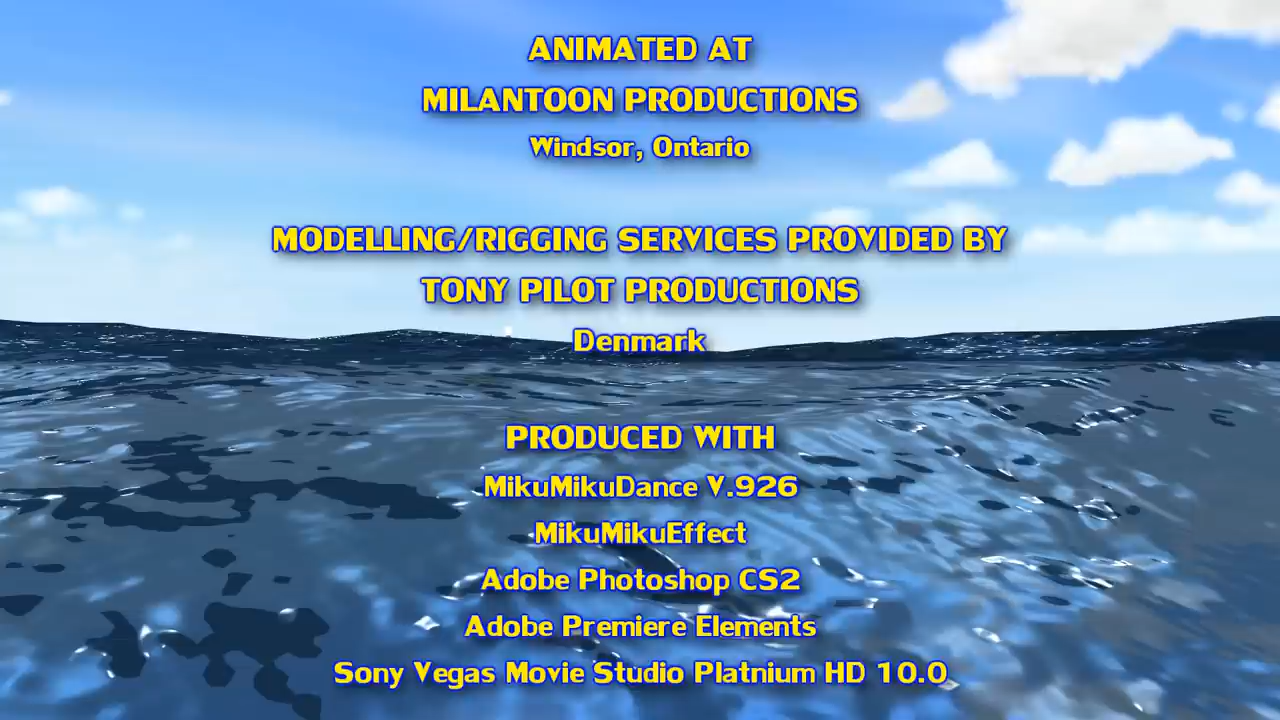 ANIMATED AT
MILANTOON PRODUCTIONS
Windsor, Ontario
MODELLING/RIGGING SERVICES PROVIDED BY
TONY PILOT PRODUCTIONS
Denmark
PRODUCED WITH
MikuMikuDance V.926
MikuMikuEffect
Adobe Photoshop CS2
Adobe Premiere Elements
Sony Vegas Movie Studio Platnium HD 10.0